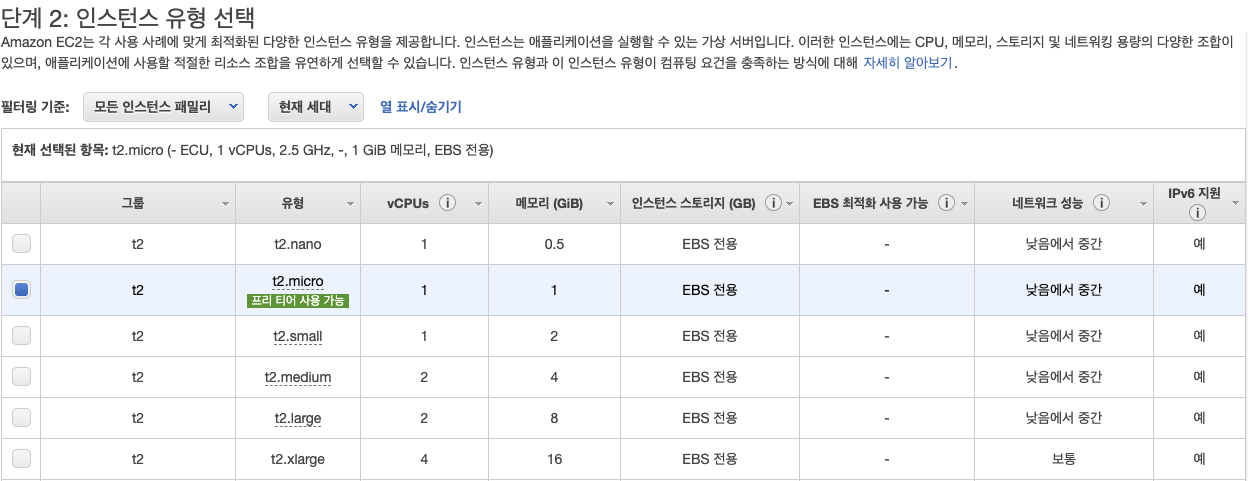 단계 2: 인스턴스 유형 선택
Amazon EC2는 각 사용 사례에 맞게 최적화된 다양한 인스턴스 유형을 제공합니다. 인스턴스는 애플리케이션을 실행할 수 있는 가상 서버입니다. 이러한 인스턴스에는 CPU, 메모리, 스토리지 및 네트워킹 용량의 다양한 조합이
있으며, 애플리케이션에 사용할 적절한 리소스 조합을 유연하게 선택할 수 있습니다. 인스턴스 유형과 이 인스턴스 유형이 컴퓨팅 요건을 충족하는 방식에 대해 자세히 알아보기.
필터링 기준: 모든 인스턴스 패밀리 현재 세대 열 표시/숨기기
현재 선택된 항목: t2.micro (- ECU, 1 vCPUs, 2.5 GHz, -, 1 GiB 메모리, EBS 전용)
그룹 유형 vCPUs 메모리 (GiB) 인스턴스 스토리지 (GB) EBS 최적화 사용 가능 네트워크 성능 IPv6 지원
t2 t2.nano 1 0.5 EBS 전용 - 낮음에서 중간 예
t2 t2.micro 1 1 EBS 전용 - 낮음에서 중간 예
프리 티어 사용 가능
t2 t2.small 1 2 EBS 전용 - 낮음에서 중간 예
t2 t2.medium 2 4 EBS 전용 - 낮음에서 중간 예
t2 t2.large 2 8 EBS 전용 - 낮음에서 중간 예
t2 t2.xlarge 4 16 EBS 전용 - 보통 예